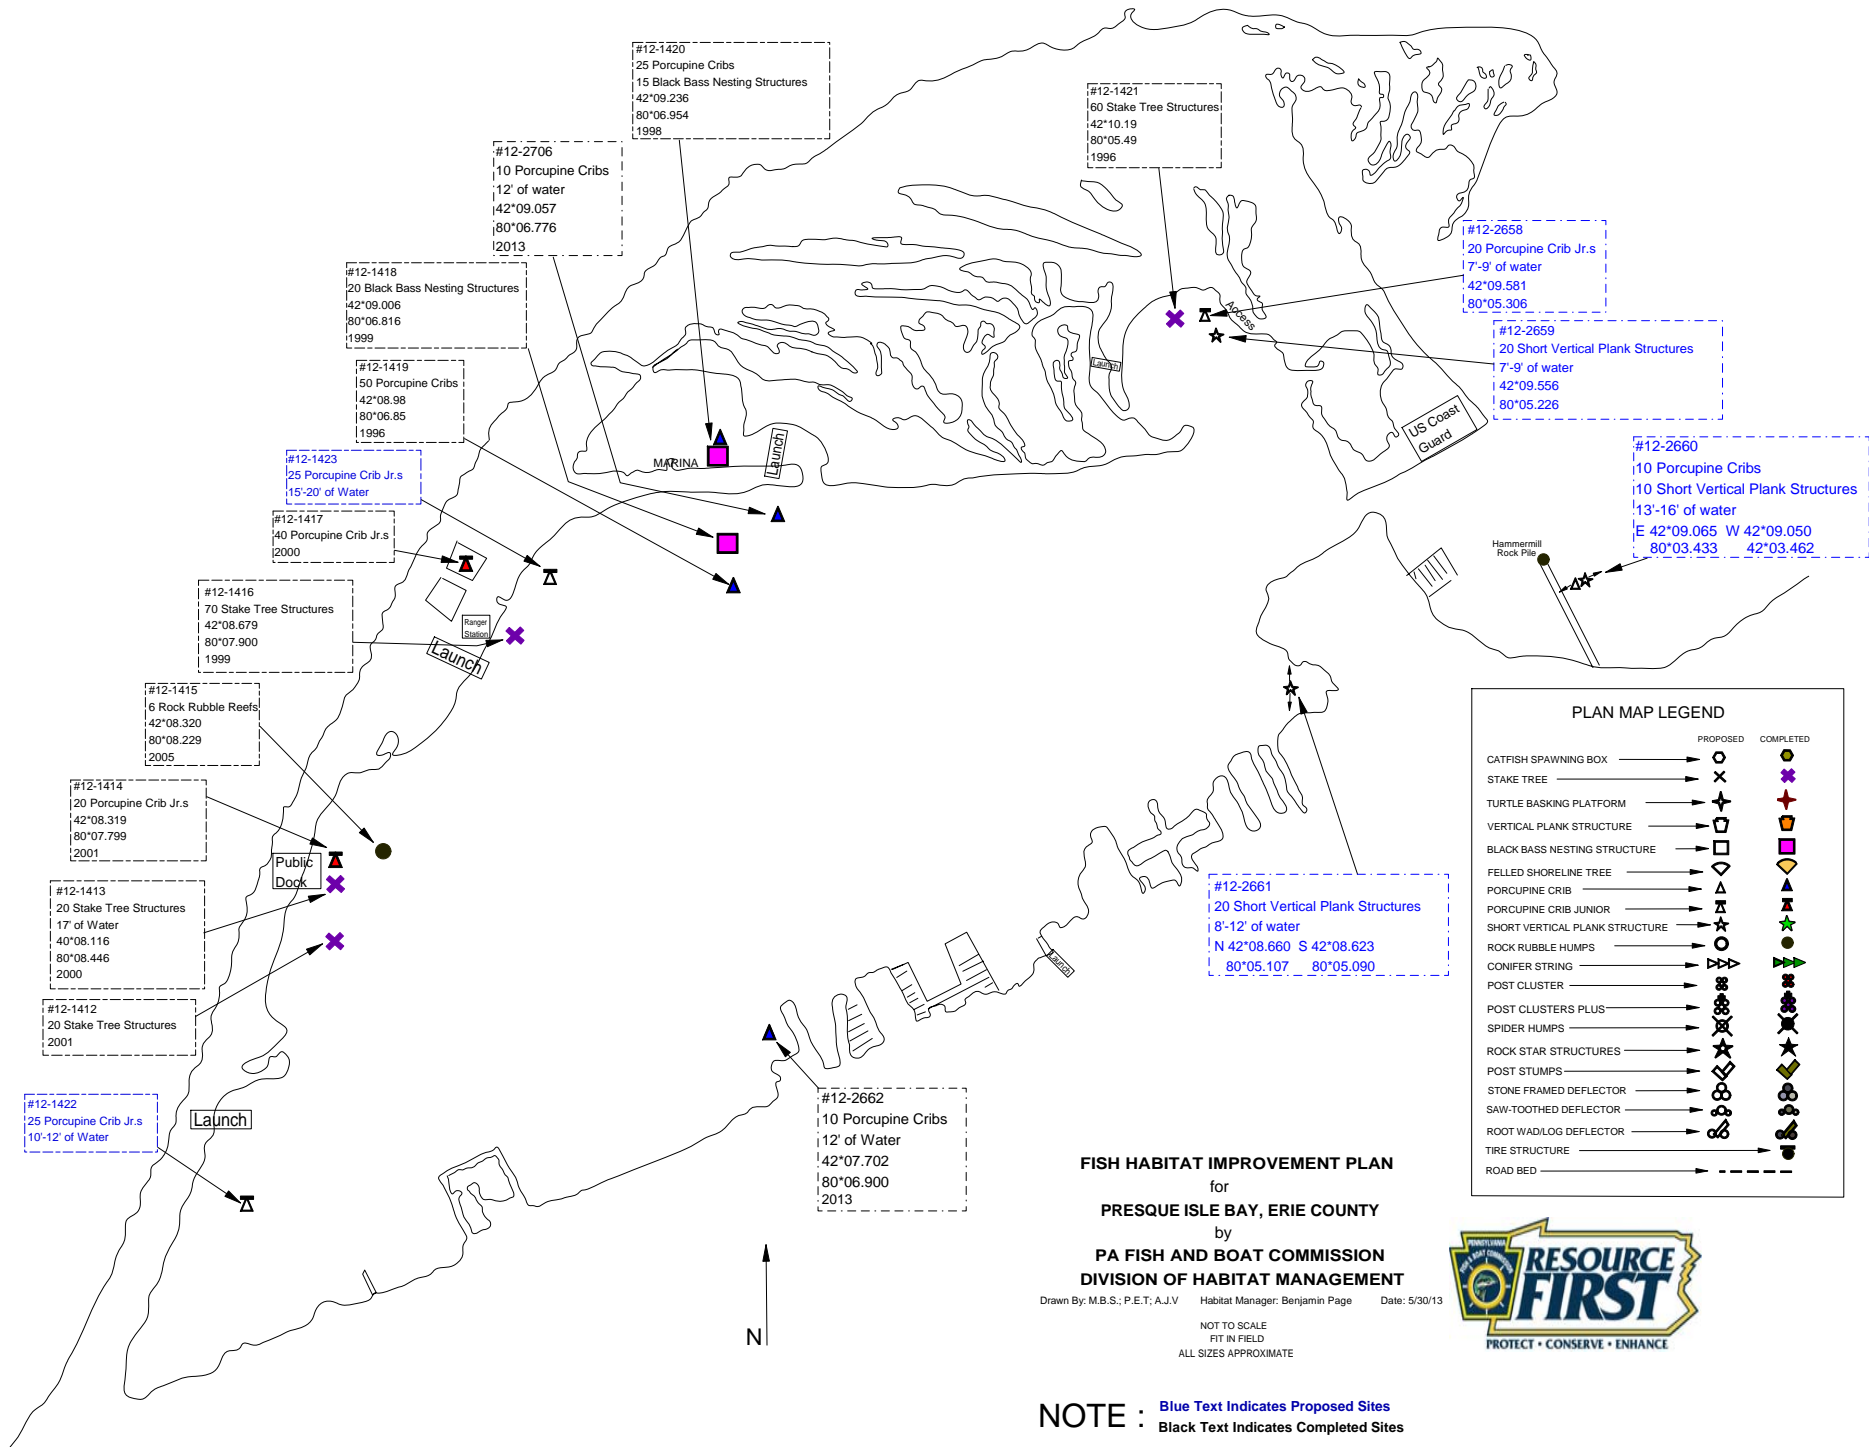 #12-1420
25 Porcupine Cribs
15 Black Bass Nesting Structures
42*09.236
80*06.954
1998
#12-1421
60 Stake Tree Structures
42*10.19
80*05.49
1996
#12-2706
10 Porcupine Cribs
12' of water
42*09.057
80*06.776
2013
#12-2658
20 Porcupine Crib Jr.s
7'-9' of water
42*09.581
80*05.306
#12-1418
20 Black Bass Nesting Structures
42*09.006
80*06.816
1999
#12-2659
20 Short Vertical Plank Structures
7'-9' of water
42*09.556
80*05.226
Access
Launch
#12-1419
50 Porcupine Cribs
42*08.98
80*06.85
1996
US Coast
Guard
#12-2660
10 Porcupine Cribs
10 Short Vertical Plank Structures
13'-16' of water
E 42*09.065 W 42*09.050
80*03.433 42*03.462
MARINA
Launch
#12-1423
25 Porcupine Crib Jr.s
15'-20' of Water
#12-1417
40 Porcupine Crib Jr.s
2000
Hammermill
Rock Pile
#12-1416
70 Stake Tree Structures
42*08.679
80*07.900
1999
Ranger
Station
Launch
#12-1415
6 Rock Rubble Reefs
42*08.320
80*08.229
2005
#12-1414
20 Porcupine Crib Jr.s
42*08.319
80*07.799
2001
Public
Dock
#12-1413
20 Stake Tree Structures
17' of Water
40*08.116
80*08.446
2000
#12-2661
20 Short Vertical Plank Structures
8'-12' of water
N 42*08.660 S 42*08.623
80*05.107 80*05.090
Launch
#12-1412
20 Stake Tree Structures
2001
#12-1422
25 Porcupine Crib Jr.s
10'-12' of Water
Launch
#12-2662
10 Porcupine Cribs
12' of Water
42*07.702
80*06.900
2013
N
PLAN MAP LEGEND
PROPOSED COMPLETED
CATFISH SPAWNING BOX
STAKE TREE
TURTLE BASKING PLATFORM
VERTICAL PLANK STRUCTURE
BLACK BASS NESTING STRUCTURE
FELLED SHORELINE TREE
PORCUPINE CRIB
PORCUPINE CRIB JUNIOR
SHORT VERTICAL PLANK STRUCTURE
ROCK RUBBLE HUMPS
CONIFER STRING
POST CLUSTER
POST CLUSTERS PLUS
SPIDER HUMPS
ROCK STAR STRUCTURES
POST STUMPS
STONE FRAMED DEFLECTOR
SAW-TOOTHED DEFLECTOR
ROOT WAD/LOG DEFLECTOR
TIRE STRUCTURE
ROAD BED
FISH HABITAT IMPROVEMENT PLAN
for
PRESQUE ISLE BAY, ERIE COUNTY
by
PA FISH AND BOAT COMMISSION
DIVISION OF HABITAT MANAGEMENT
Drawn By: M.B.S.; P.E.T; A.J.V Habitat Manager: Benjamin Page Date: 5/30/13
NOT TO SCALE
FIT IN FIELD
ALL SIZES APPROXIMATE
PENNSYLVANIA
FISH & BOAT COMMISSION
RESOURCE
FIRST
PROTECT • CONSERVE • ENHANCE
NOTE : Blue Text Indicates Proposed Sites
Black Text Indicates Completed Sites